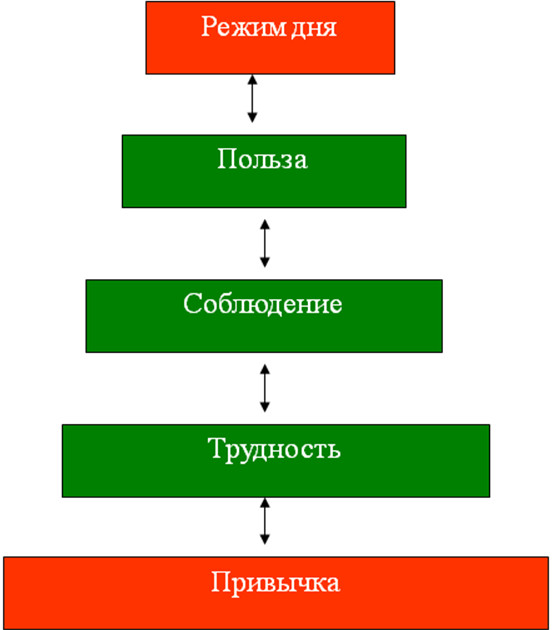 Режим дня
Польза
Соблюдение
Трудность
Привычка